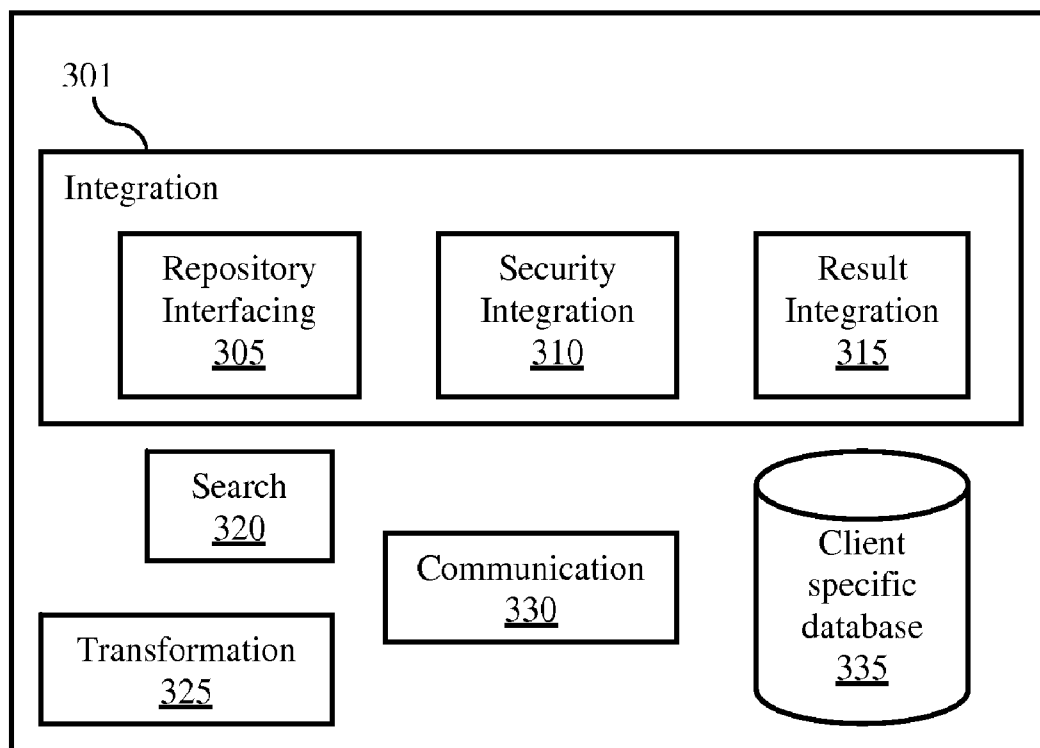 301
Integration
Repository
Interfacing
305
Security
Integration
310
Result
Integration
315
Search
320
Communication
330
Transformation
325
Client
specific
database
335